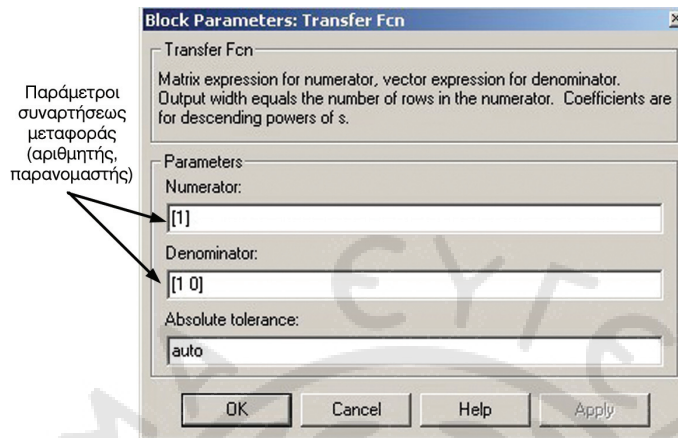 Block Parameters: Transfer Fcn
Transfer Fcn
Matrix expression for numerator, vector expression for denominator.
Output width equals the number of rows in the numerator. Coefficients are
for descending powers of s.
Παράμετροι
συναρτήσεως
μεταφοράς
(αριθμητής,
παρανομαστής)
Parameters
Numerator:
[1]
Denominator:
[1 0]
Absolute tolerance:
auto
OK
Cancel
Help
Apply